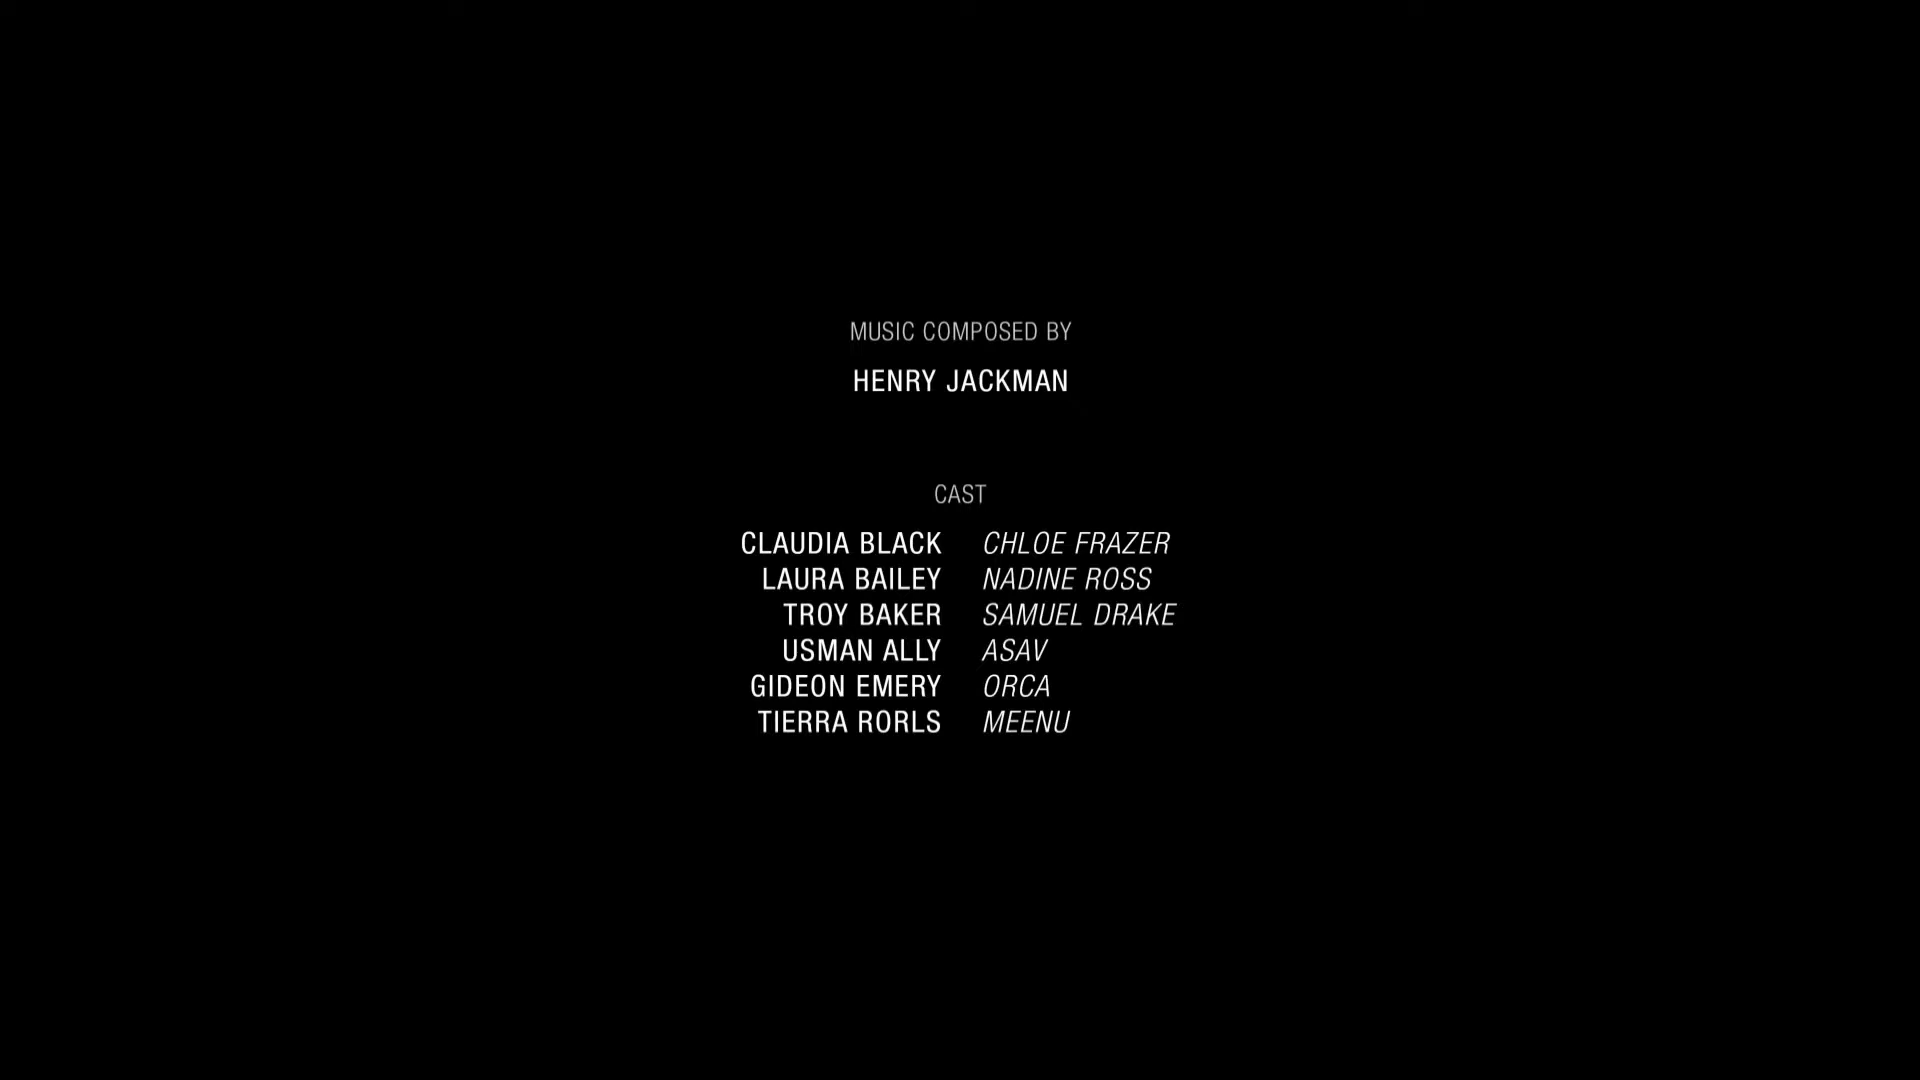 MUSIC COMPOSED BY
HENRY JACKMAN
CAST
CLAUDIA BLACK CHLOE FRAZER
LAURA BAILEY NADINE ROSS
TROY BAKER SAMUEL DRAKE
USMAN ALLY ASAV
GIDEON EMERY ORCA
TIERRA RORLS MEENU